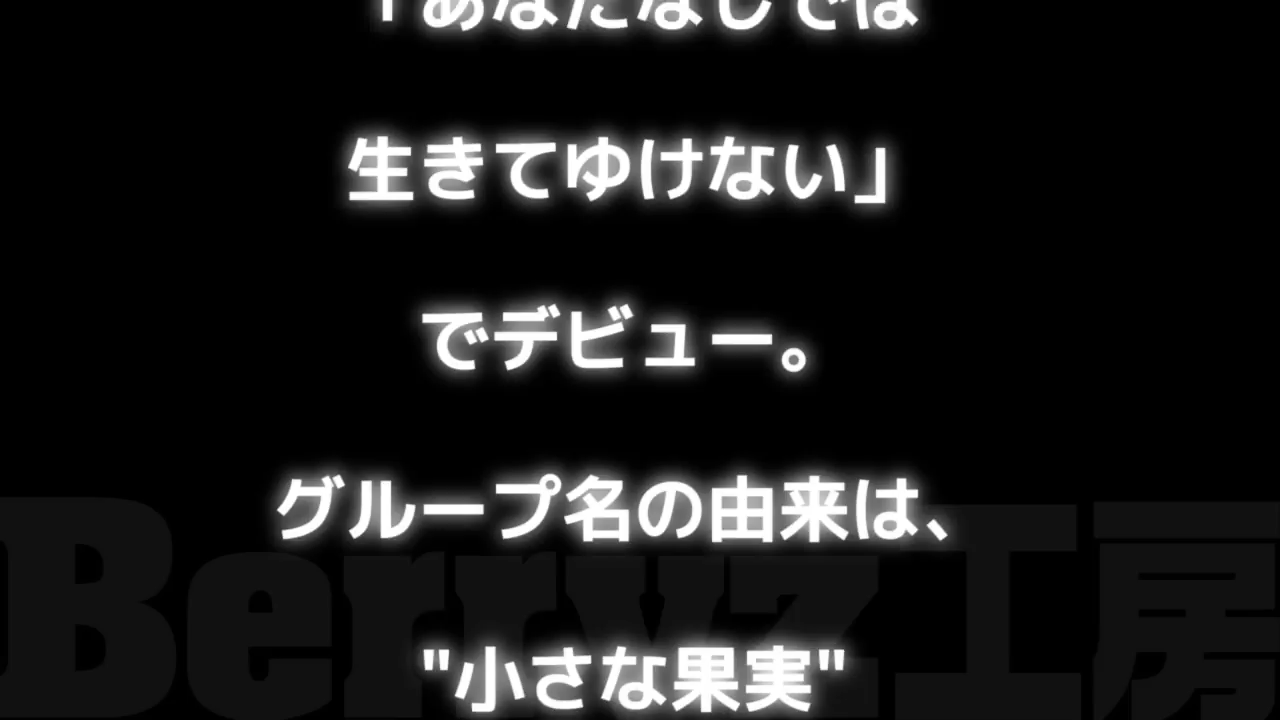 「あなたなしでは
生きてゆけない」
でデビュー。
グループ名の由来は、
"小さな果実"
Berryz工房